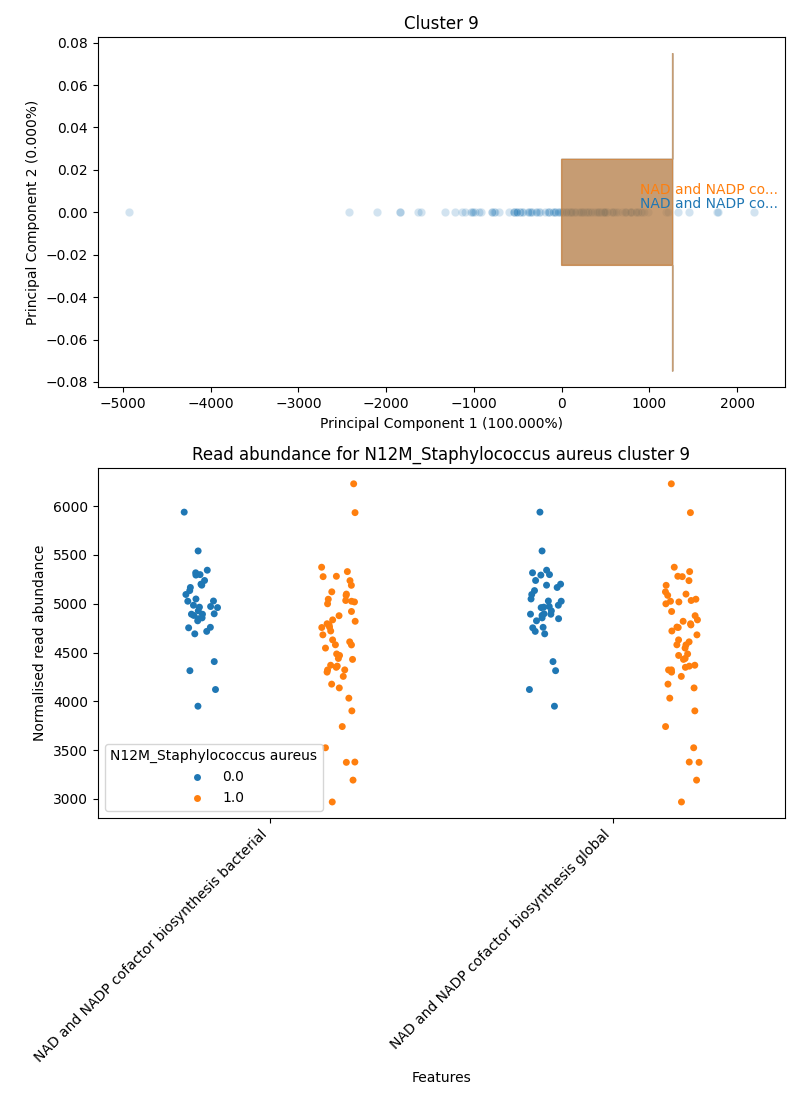 Cluster 9
0.08
0.06
0.04
0.02
0.00
−0.02
−0.04
−0.06
−0.08
Principal Component 2 (0.000%)
NAD and NADP co...
NAD and NADP co...
−5000 −4000 −3000 −2000 −1000 0 1000 2000
Principal Component 1 (100.000%)
Read abundance for N12M_Staphylococcus aureus cluster 9
6000
5500
5000
4500
4000
3500
3000
Normalised read abundance
N12M_Staphylococcus aureus
0.0
1.0
NAD and NADP cofactor biosynthesis bacterial
NAD and NADP cofactor biosynthesis global
Features